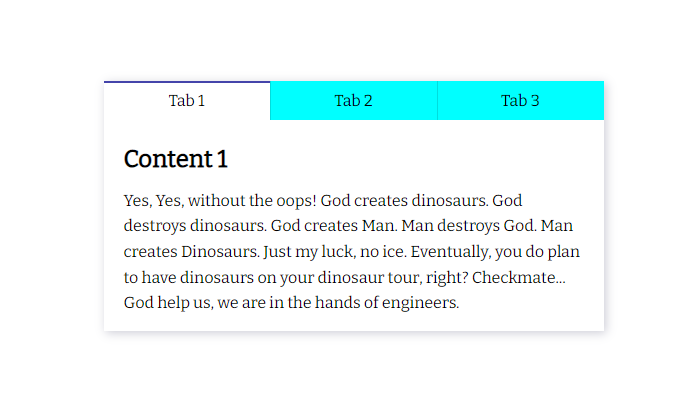 Tab 1 Tab 2 Tab 3
Content 1
Yes, Yes, without the oops! God creates dinosaurs. God
destroys dinosaurs. God creates Man. Man destroys God. Man
creates Dinosaurs. Just my luck, no ice. Eventually, you do plan
to have dinosaurs on your dinosaur tour, right? Checkmate...
God help us, we are in the hands of engineers.